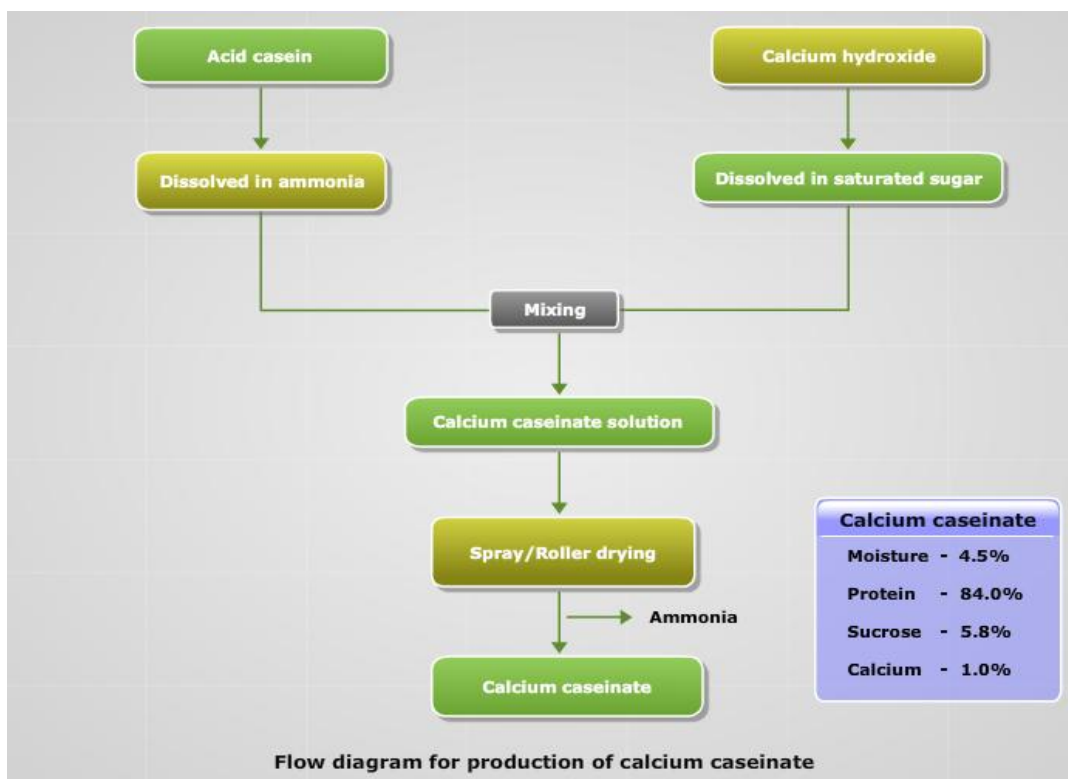 Acid casein
Calcium hydroxide
Dissolved in ammonia
Dissolved in saturated sugar
Mixing
Calcium caseinate solution
Spray/Roller drying
Ammonia
Calcium caseinate
Calcium caseinate
Moisture - 4.5%
Protein - 84.0%
Sucrose - 5.8%
Calcium - 1.0%
Flow diagram for production of calcium caseinate